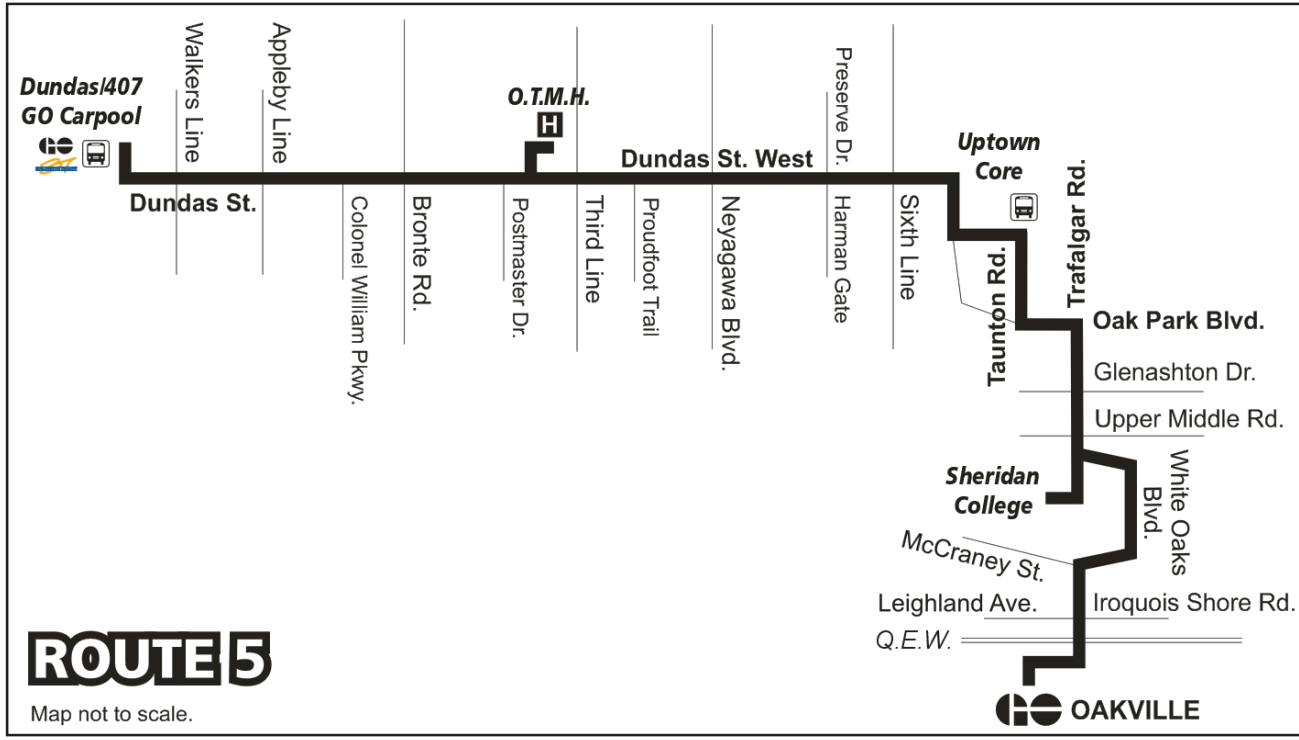 Walkers Line
Appleby Line
Preserve Dr.
Dundas/407
GO Carpool
O.T.M.H.
H
Dundas St. West
Uptown
Core
Trafalgar Rd.
Dundas St.
Colonel William Pkwy.
Bronte Rd.
Postmaster Dr.
Third Line
Proudfoot Trail
Neyagawa Blvd.
Harman Gate
Sixth Line
Taunton Rd.
Oak Park Blvd.
Glenashton Dr.
Upper Middle Rd.
Sheridan
College
White Oaks
Blvd.
McCraney St.
Leighland Ave.
Iroquois Shore Rd.
Q.E.W.
ROUTE 5
Map not to scale.
GO OAKVILLE